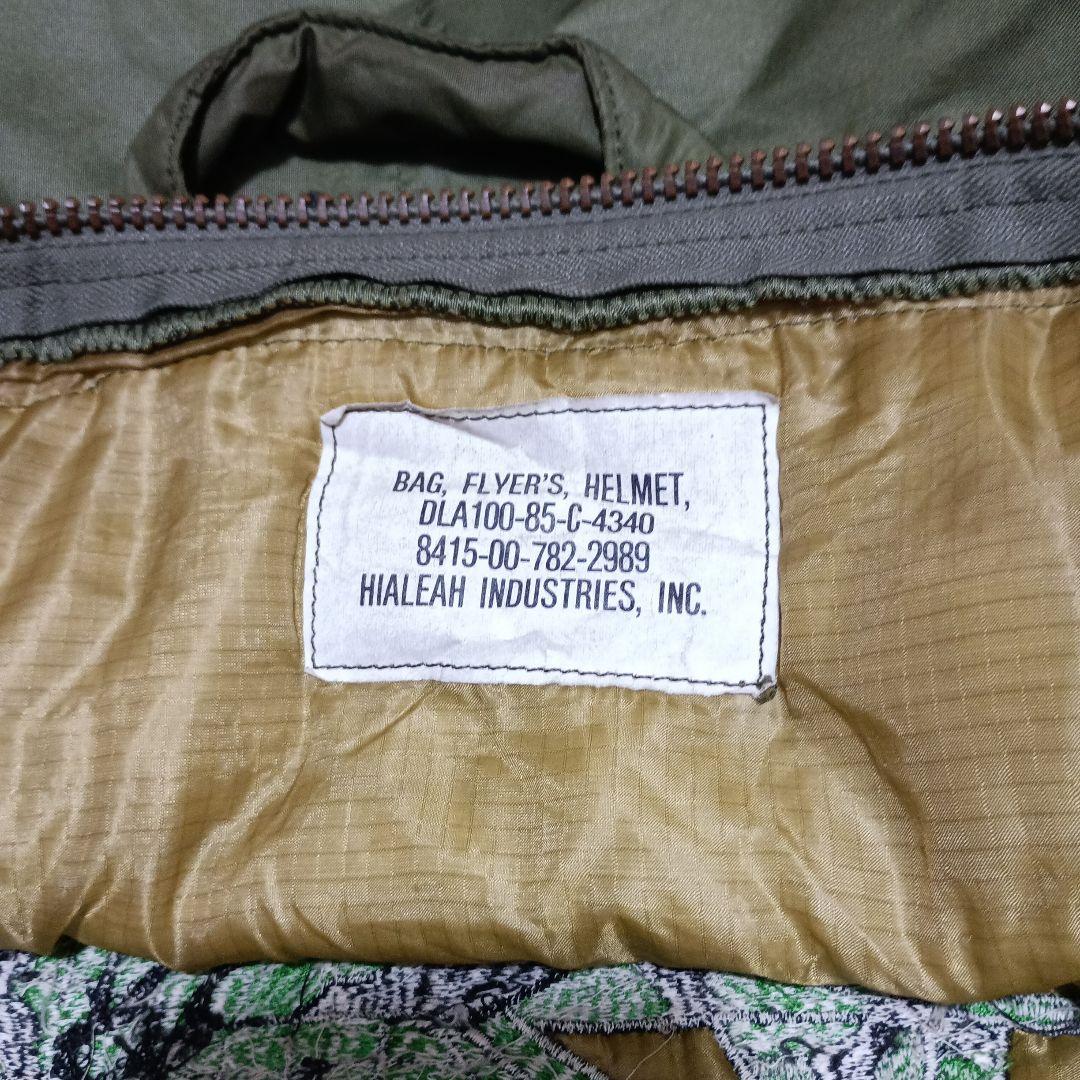 BAG, FLYER'S, HELMET,
DLA100-85-C-4340
8415-00-782-2989
HIALEAH INDUSTRIES, INC.